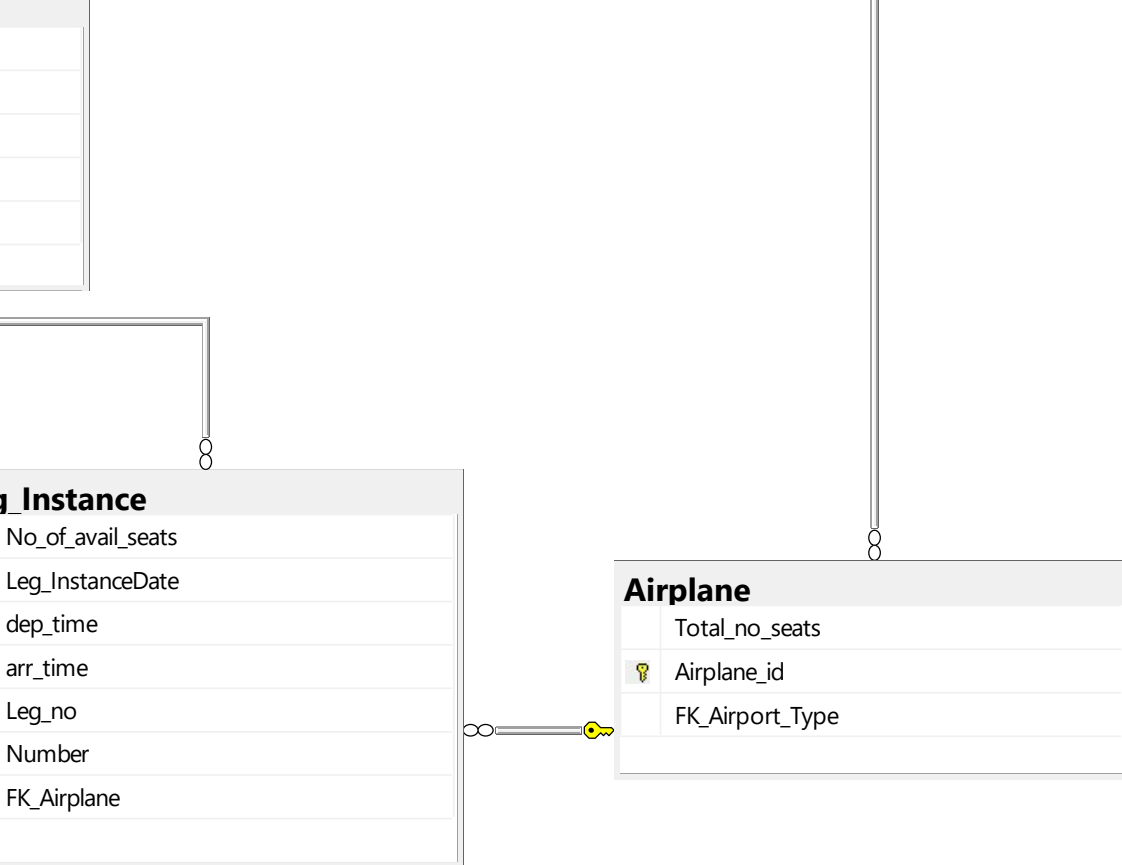 g_Instance
No_of_avail_seats
Leg_InstanceDate
dep_time
arr_time
Leg_no
Number
FK_Airplane
Airplane
Total_no_seats
Airplane_id
FK_Airport_Type